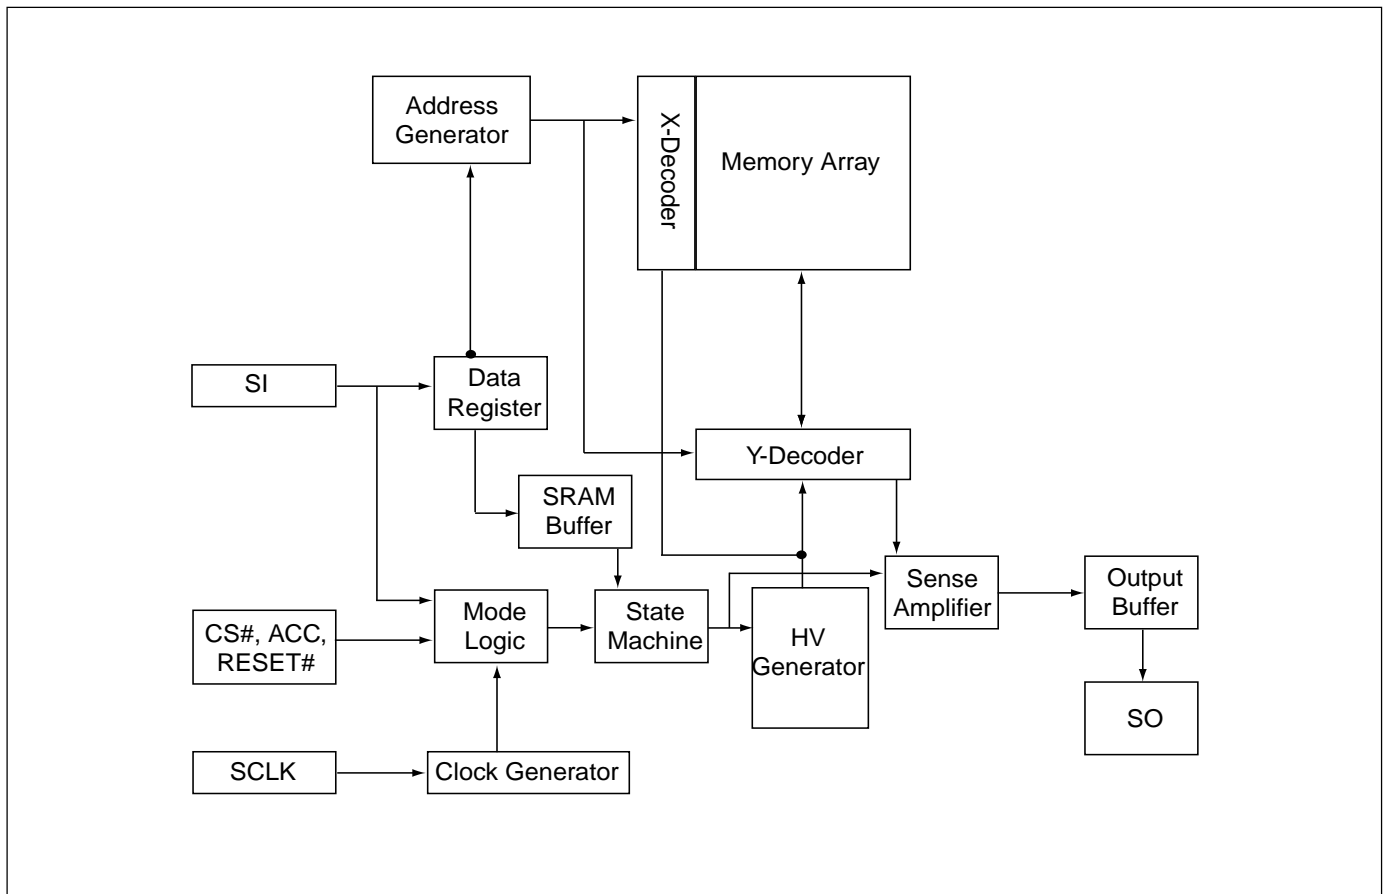 Address
Generator
X-Decoder
Memory Array
SI
Data
Register
Y-Decoder
SRAM
Buffer
Sense
Amplifier
Output
Buffer
CS#, ACC,
RESET#
Mode
Logic
State
Machine
HV
Generator
SO
SCLK
Clock Generator